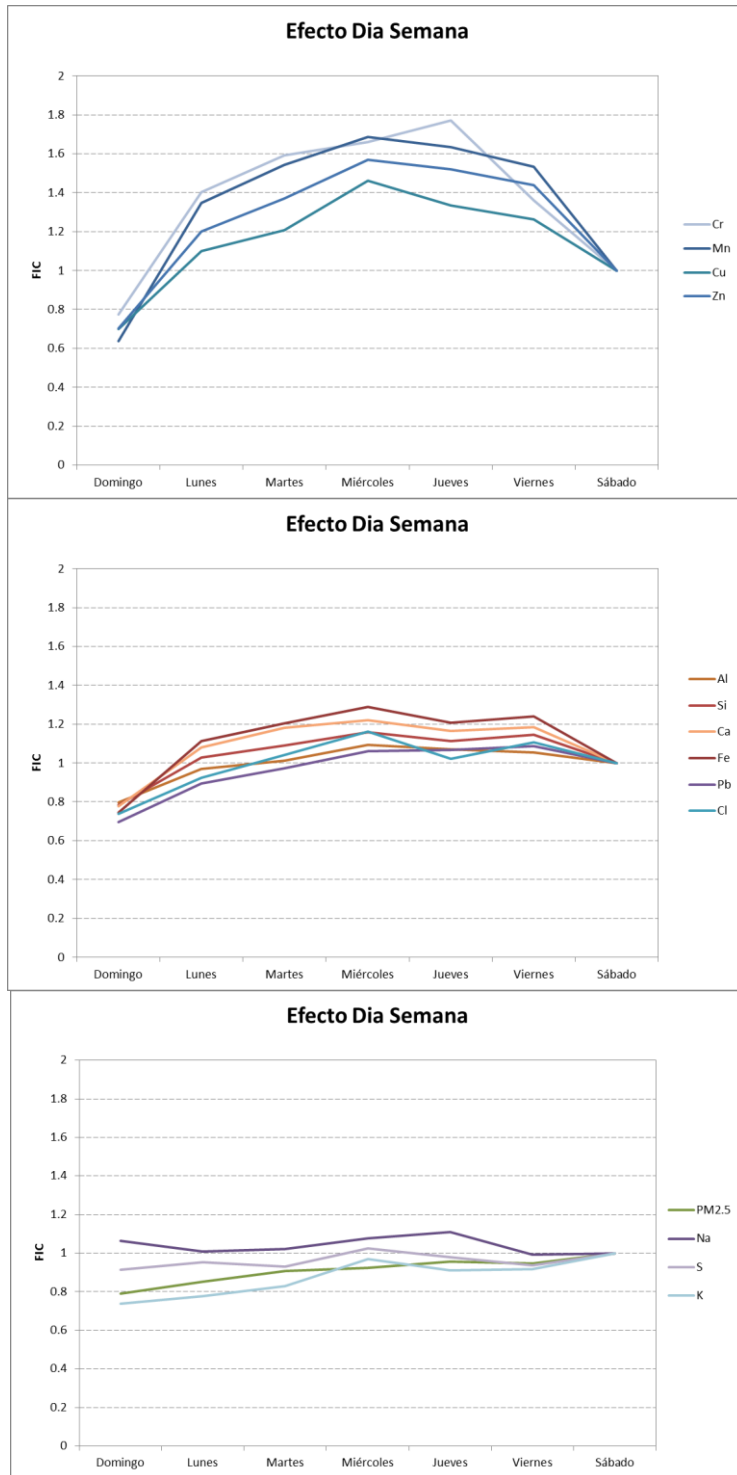 Efecto Dia Semana
2
1.8
1.6
1.4
1.2
1
0.8
0.6
0.4
0.2
0
FIC
Domingo Lunes Martes Miércoles Jueves Viernes Sábado
Cr
Mn
Cu
Zn
Efecto Dia Semana
2
1.8
1.6
1.4
1.2
1
0.8
0.6
0.4
0.2
0
FIC
Domingo Lunes Martes Miércoles Jueves Viernes Sábado
Al
Si
Ca
Fe
Pb
Cl
Efecto Dia Semana
2
1.8
1.6
1.4
1.2
1
0.8
0.6
0.4
0.2
0
FIC
Domingo Lunes Martes Miércoles Jueves Viernes Sábado
PM2.5
Na
S
K